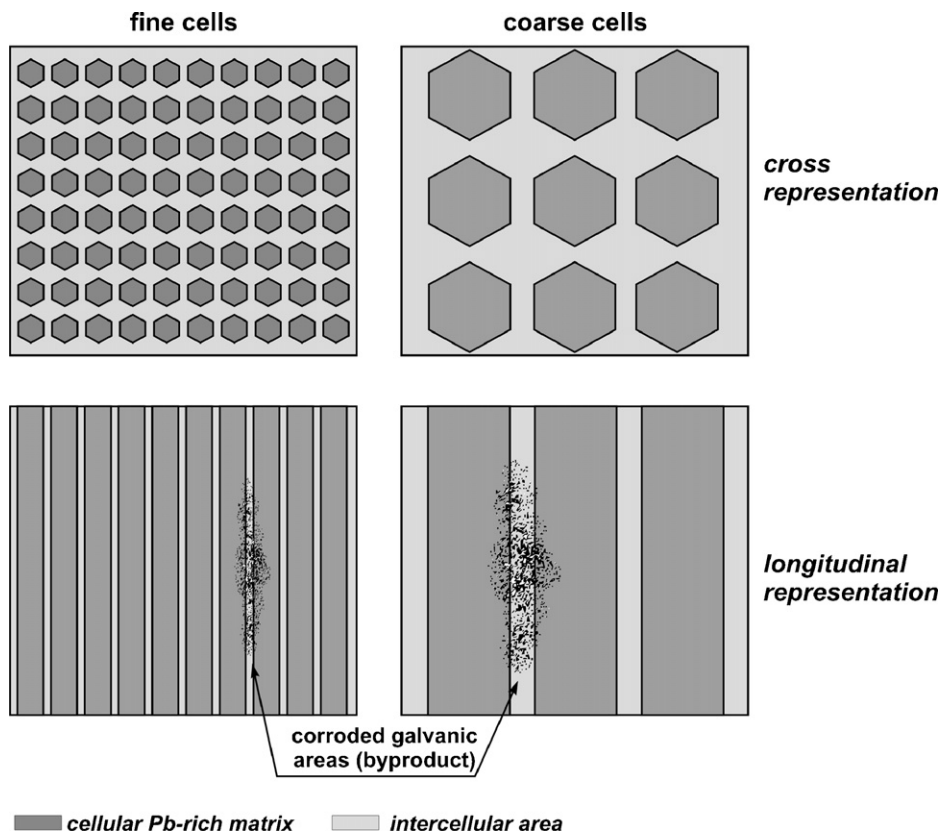 fine cells
coarse cells
cross
representation
longitudinal
representation
corroded galvanic
areas (byproduct)
cellular Pb-rich matrix
intercellular area